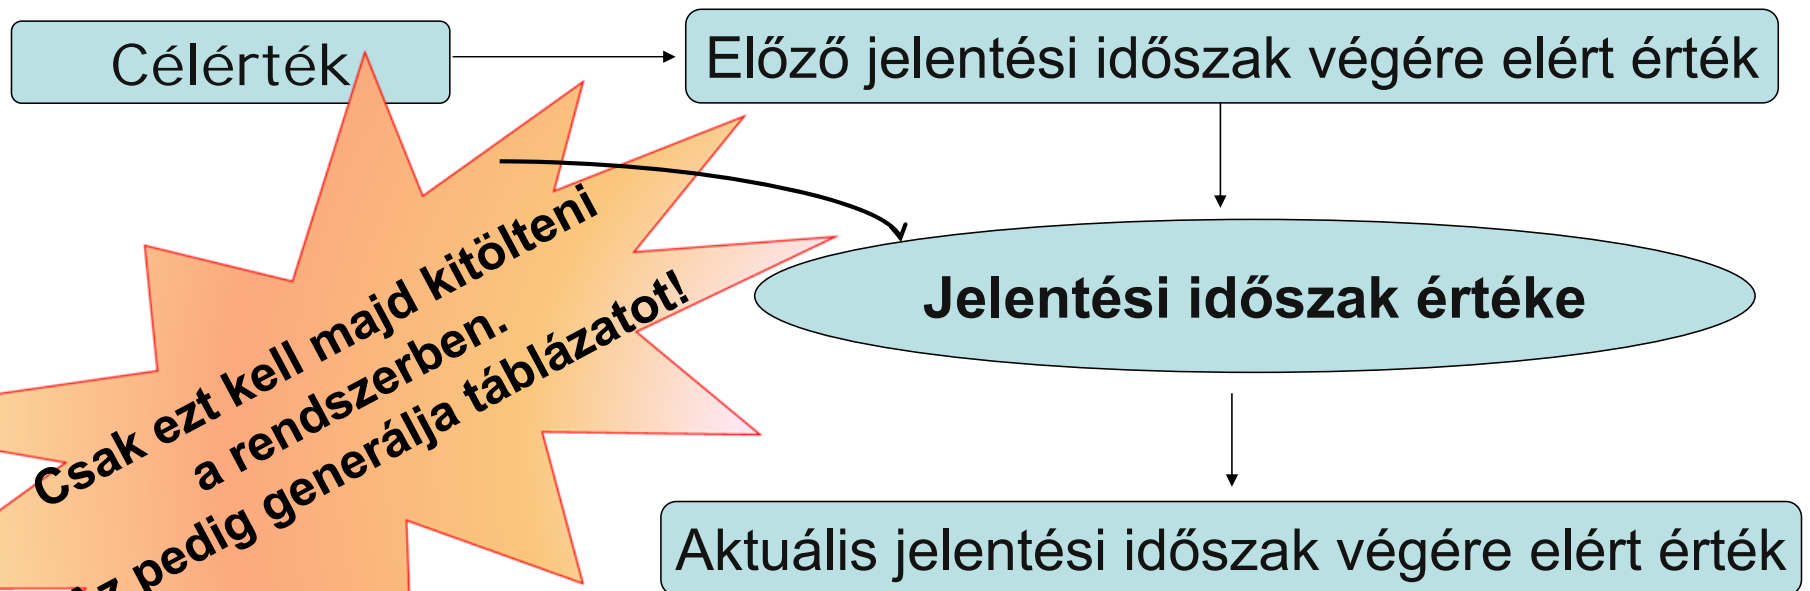 Célérték
Előző jelentési időszak végére elért érték
Csak ezt kell majd kitölteni
a rendszerben.
Az pedig generálja táblázatot!
Jelentési időszak értéke
Aktuális jelentési időszak végére elért érték